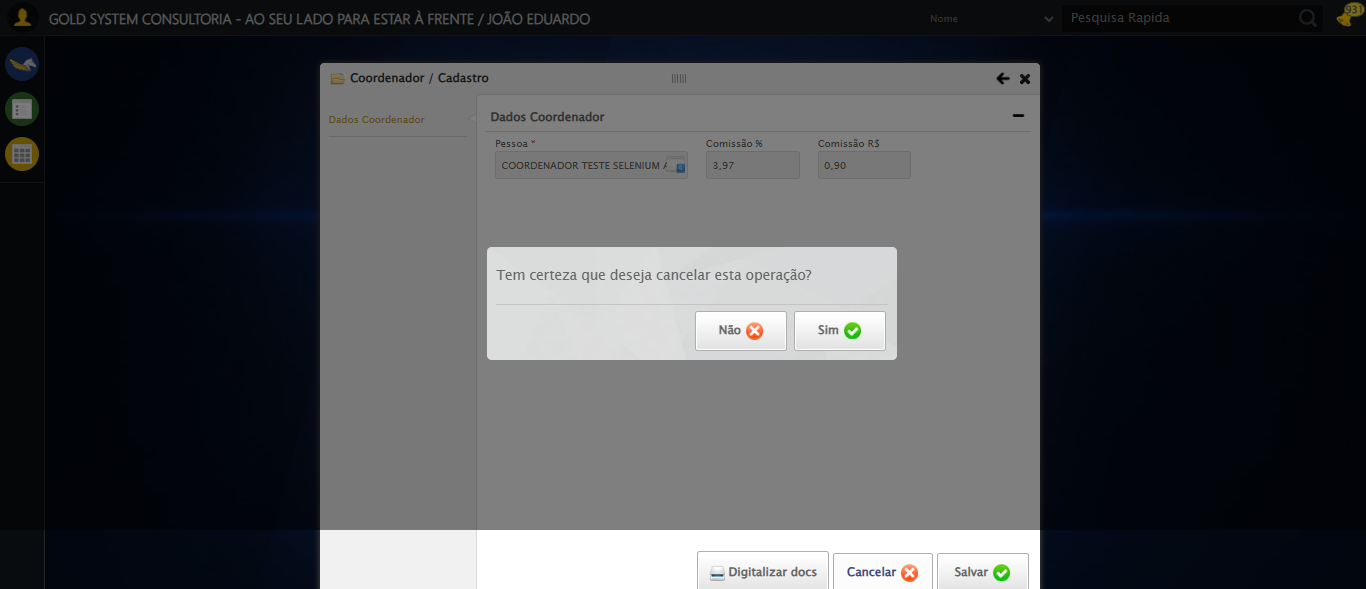 GOLD SYSTEM CONSULTORIA - AO SEU LADO PARA ESTAR À FRENTE / JOÃO EDUARDO
Nome
Pesquisa Rapida
931
Coordenador / Cadastro
Dados Coordenador
Dados Coordenador
Pessoa *
Comissão %
Comissão R$
COORDENADOR TESTE SELENIUM
3,97
0,90
Tem certeza que deseja cancelar esta operação?
Não
Sim
Digitalizar docs
Cancelar
Salvar